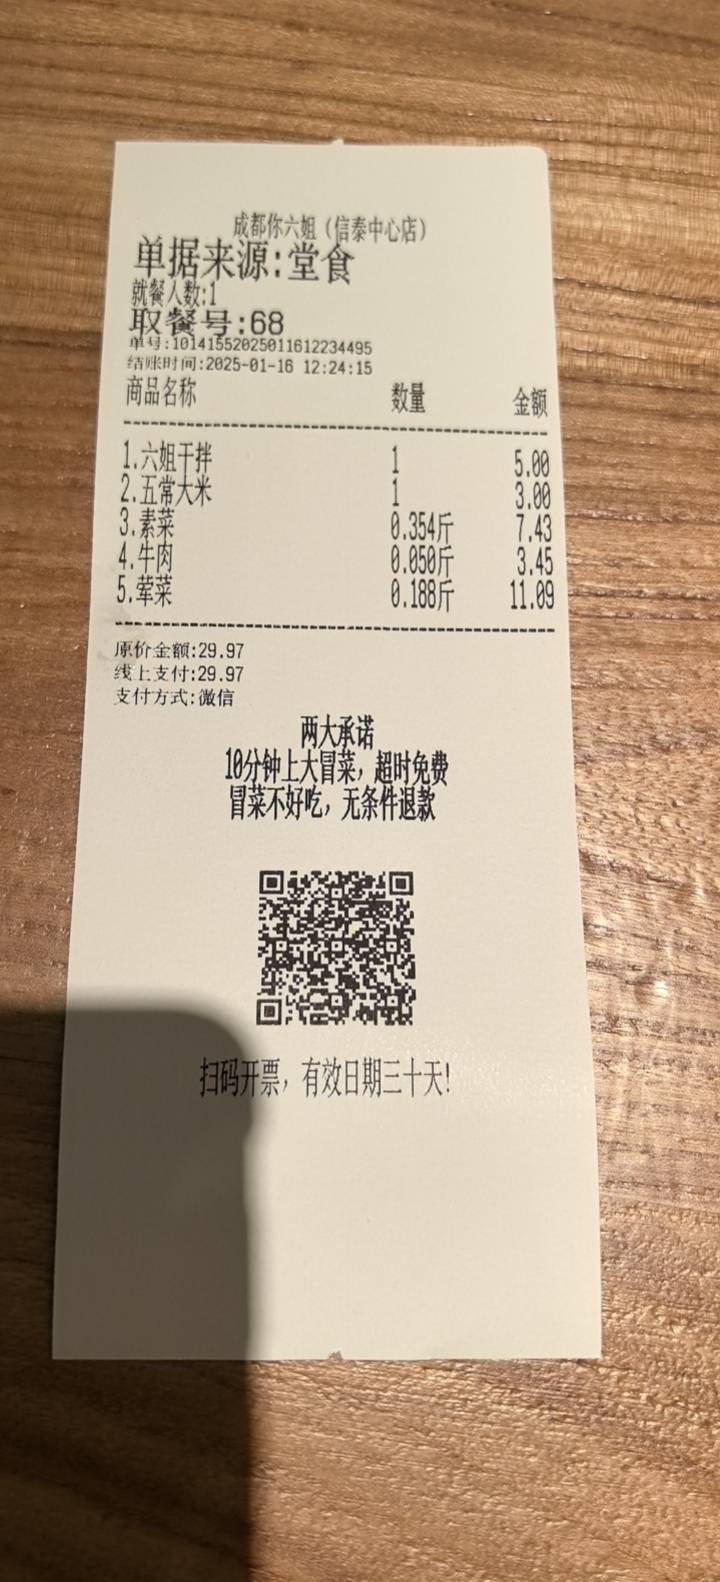 成都你六姐（信泰中心店）
单据来源:堂食
就餐人数:1
取餐号:68
单号:10141552025011612234495
结账时间:2025-01-16 12:24:15
商品名称 数量 金额
1.六姐干拌 1 5.00
2.五常大米 1 3.00
3.素菜 0.354斤 7.43
4.牛肉 0.050斤 3.45
5.荤菜 0.188斤 11.09
原价金额:29.97
线上支付:29.97
支付方式:微信
两大承诺
10分钟上大冒菜，超时免费
冒菜不好吃，无条件退款
扫码开票，有效日期三十天!